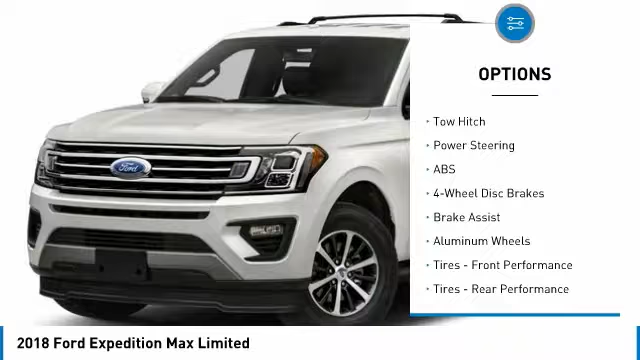 OPTIONS
Tow Hitch
Power Steering
ABS
4-Wheel Disc Brakes
Brake Assist
Aluminum Wheels
Tires - Front Performance
Tires - Rear Performance
Ford
2018 Ford Expedition Max Limited